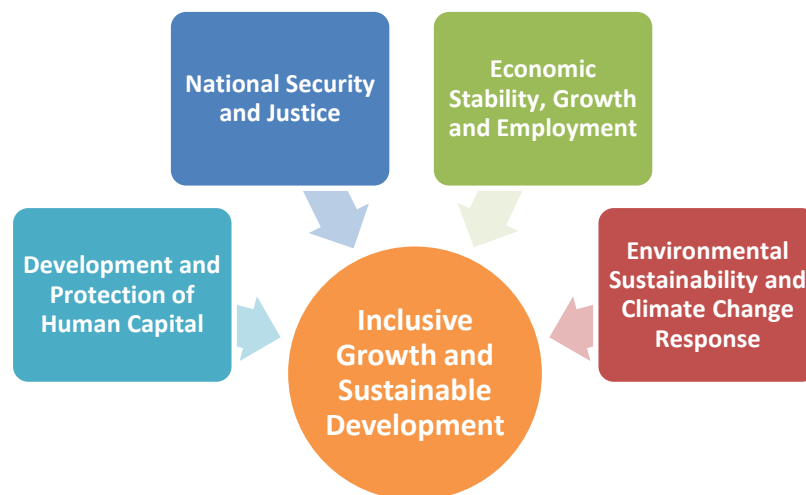 National Security
and Justice
Economic
Stability, Growth
and Employment
Development and
Protection of
Human Capital
Environmental
Sustainability and
Climate Change
Response
Inclusive
Growth and
Sustainable
Development